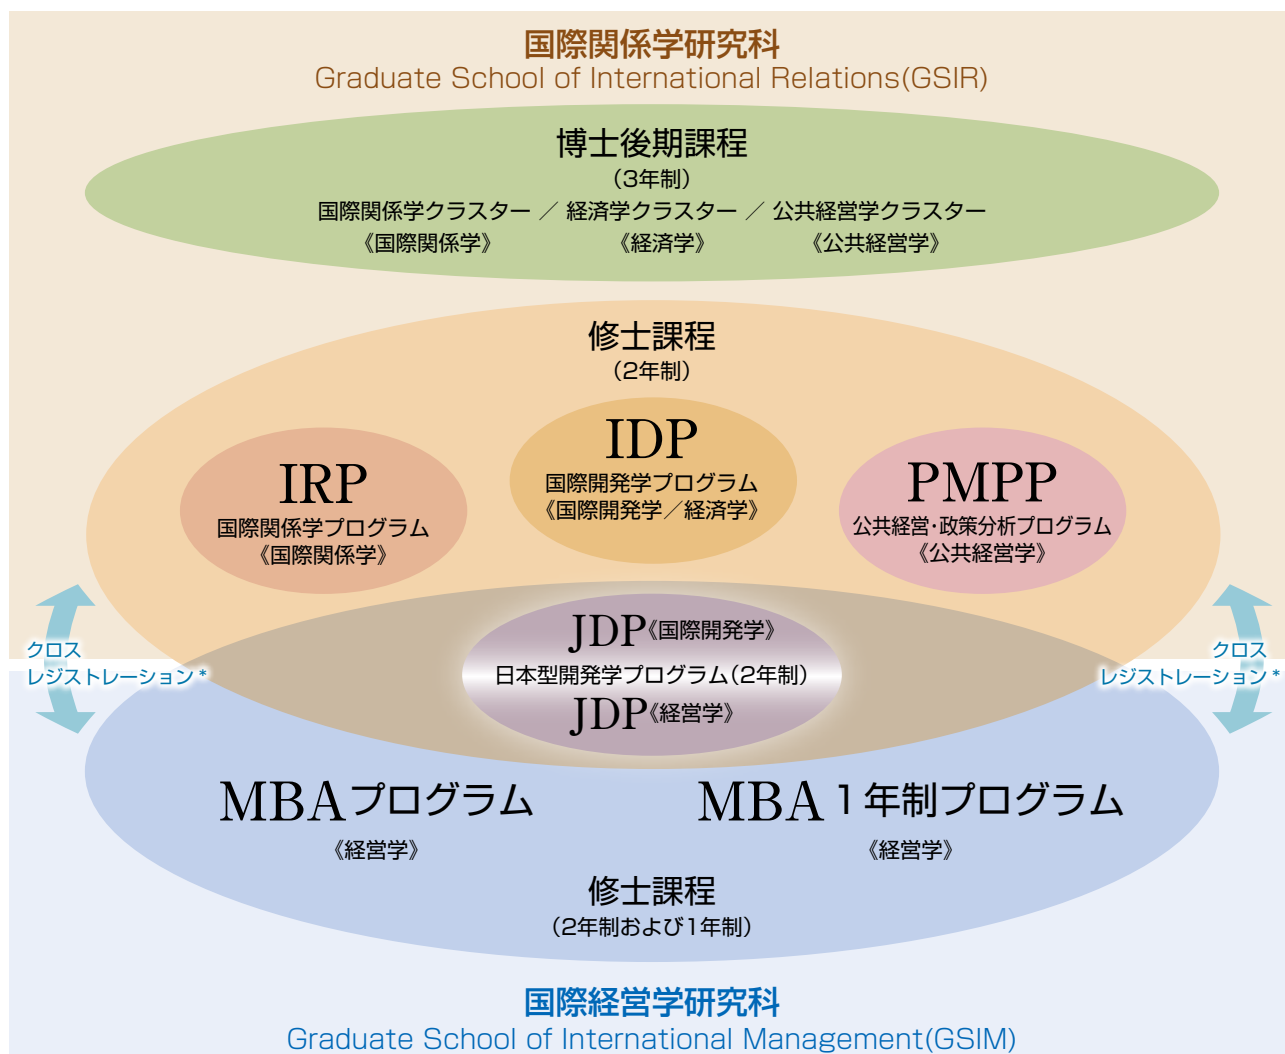 国際関係学研究科
Graduate School of International Relations(GSIR)
博士後期課程
（3年制）
国際関係学クラスター ／ 経済学クラスター ／ 公共経営学クラスター
《国際関係学》 《経済学》 《公共経営学》
修士課程
（2年制）
IRP
国際関係学プログラム
《国際関係学》
IDP
国際開発学プログラム
《国際開発学／経済学》
PMPP
公共経営・政策分析プログラム
《公共経営学》
クロス
レジストレーション＊
JDP《国際開発学》
日本型開発学プログラム（2年制）
JDP《経営学》
クロス
レジストレーション＊
MBAプログラム
《経営学》
MBA１年制プログラム
《経営学》
修士課程
（2年制および1年制）
国際経営学研究科
Graduate School of International Management(GSIM)